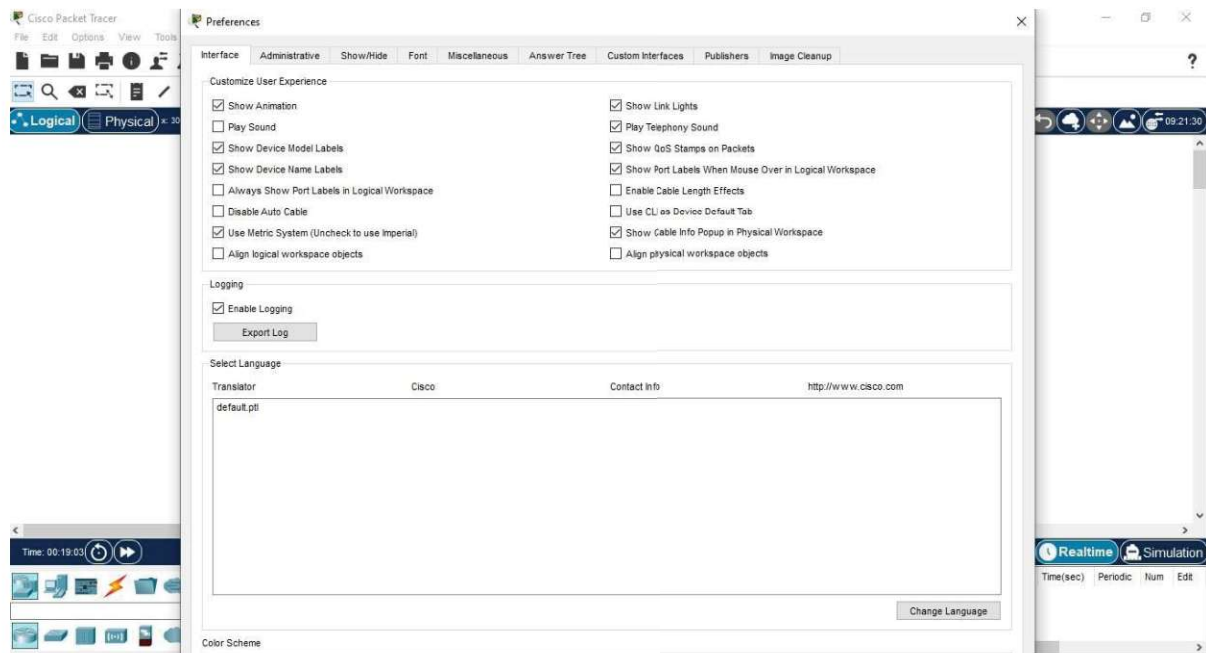 Cisco Packet Tracer
File Edit Options View Tools
Preferences
Interface Administrative Show/Hide Font Miscellaneous Answer Tree Custom Interfaces Publishers Image Cleanup
Customize User Experience
Show Animation Show Link Lights
Play Sound Play Telephony Sound
Show Device Model Labels Show QoS Stamps on Packets
Show Device Name Labels Show Port Labels When Mouse Over in Logical Workspace
Always Show Port Labels in Logical Workspace Enable Cable Length Effects
Disable Auto Cable Use CLI as Device Default Tab
Use Metric System (Uncheck to use Imperial) Show Cable Info Popup in Physical Workspace
Align logical workspace objects Align physical workspace objects
Logical Physical x: 30 09:21:30
Logging
Enable Logging
Export Log
Select Language
Translator Cisco Contact Info http://www.cisco.com
default.ptl
Change Language
Color Scheme
Time: 00:19:03 Realtime Simulation
Time(sec) Periodic Num Edit
?